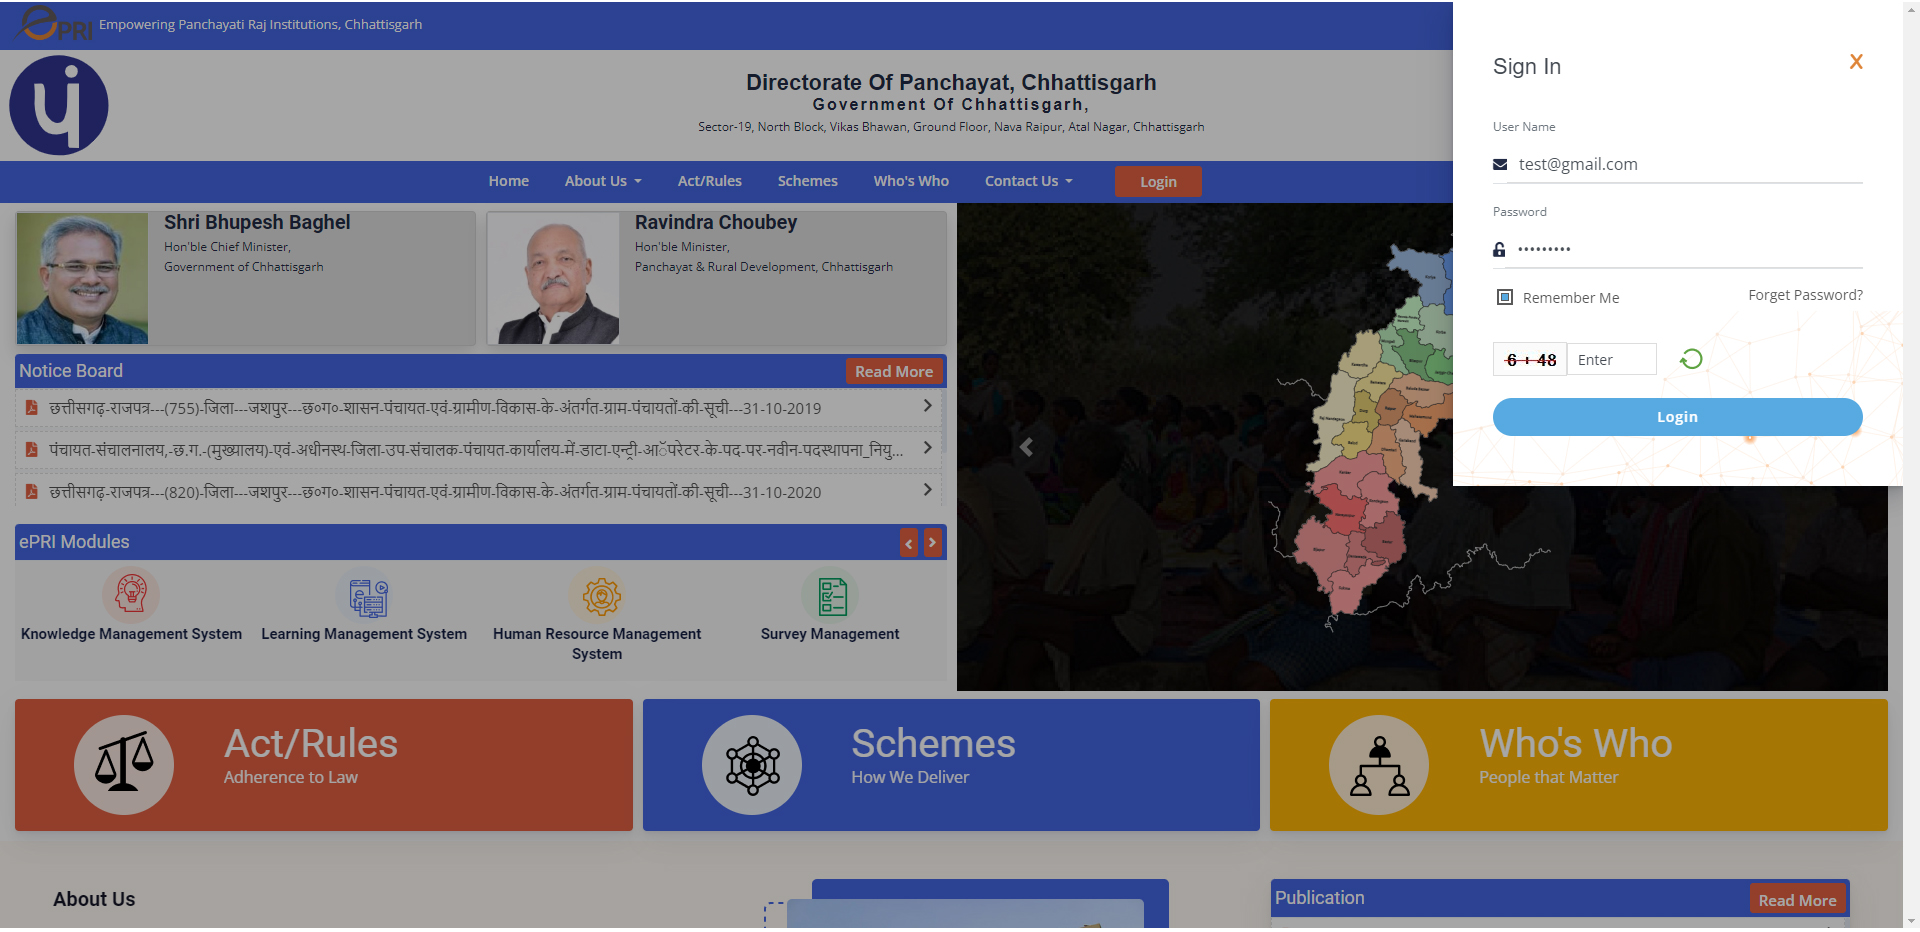 ePRI Empowering Panchayati Raj Institutions, Chhattisgarh
Directorate Of Panchayat, Chhattisgarh
Government Of Chhattisgarh,
Sector-19, North Block, Vikas Bhawan, Ground Floor, Nava Raipur, Atal Nagar, Chhattisgarh
Home About Us Act/Rules Schemes Who's Who Contact Us Login
Shri Bhupesh Baghel
Hon'ble Chief Minister,
Government of Chhattisgarh
Ravindra Choubey
Hon'ble Minister,
Panchayat & Rural Development, Chhattisgarh
Notice Board Read More
छत्तीसगढ़-राजपत्र---(755)-जिला---जशपुर---छ०ग०-शासन-पंचायत-एवं-ग्रामीण-विकास-के-अंतर्गत-ग्राम-पंचायतों-की-सूची---31-10-2019
पंचायत-संचालनालय,-छ.ग.-(मुख्यालय)-एवं-अधीनस्थ-जिला-उप-संचालक-पंचायत-कार्यालय-में-डाटा-एन्ट्री-आॅपरेटर-के-पद-पर-नवीन-पदस्थापना_नियु...
छत्तीसगढ़-राजपत्र---(820)-जिला---जशपुर---छ०ग०-शासन-पंचायत-एवं-ग्रामीण-विकास-के-अंतर्गत-ग्राम-पंचायतों-की-सूची---31-10-2020
ePRI Modules
Knowledge Management System
Learning Management System
Human Resource Management
System
Survey Management
Sign In X
User Name
test@gmail.com
Password
•••••••••
Remember Me Forget Password?
6 + 48 Enter
Login
Act/Rules
Adherence to Law
Schemes
How We Deliver
Who's Who
People that Matter
About Us
Publication Read More